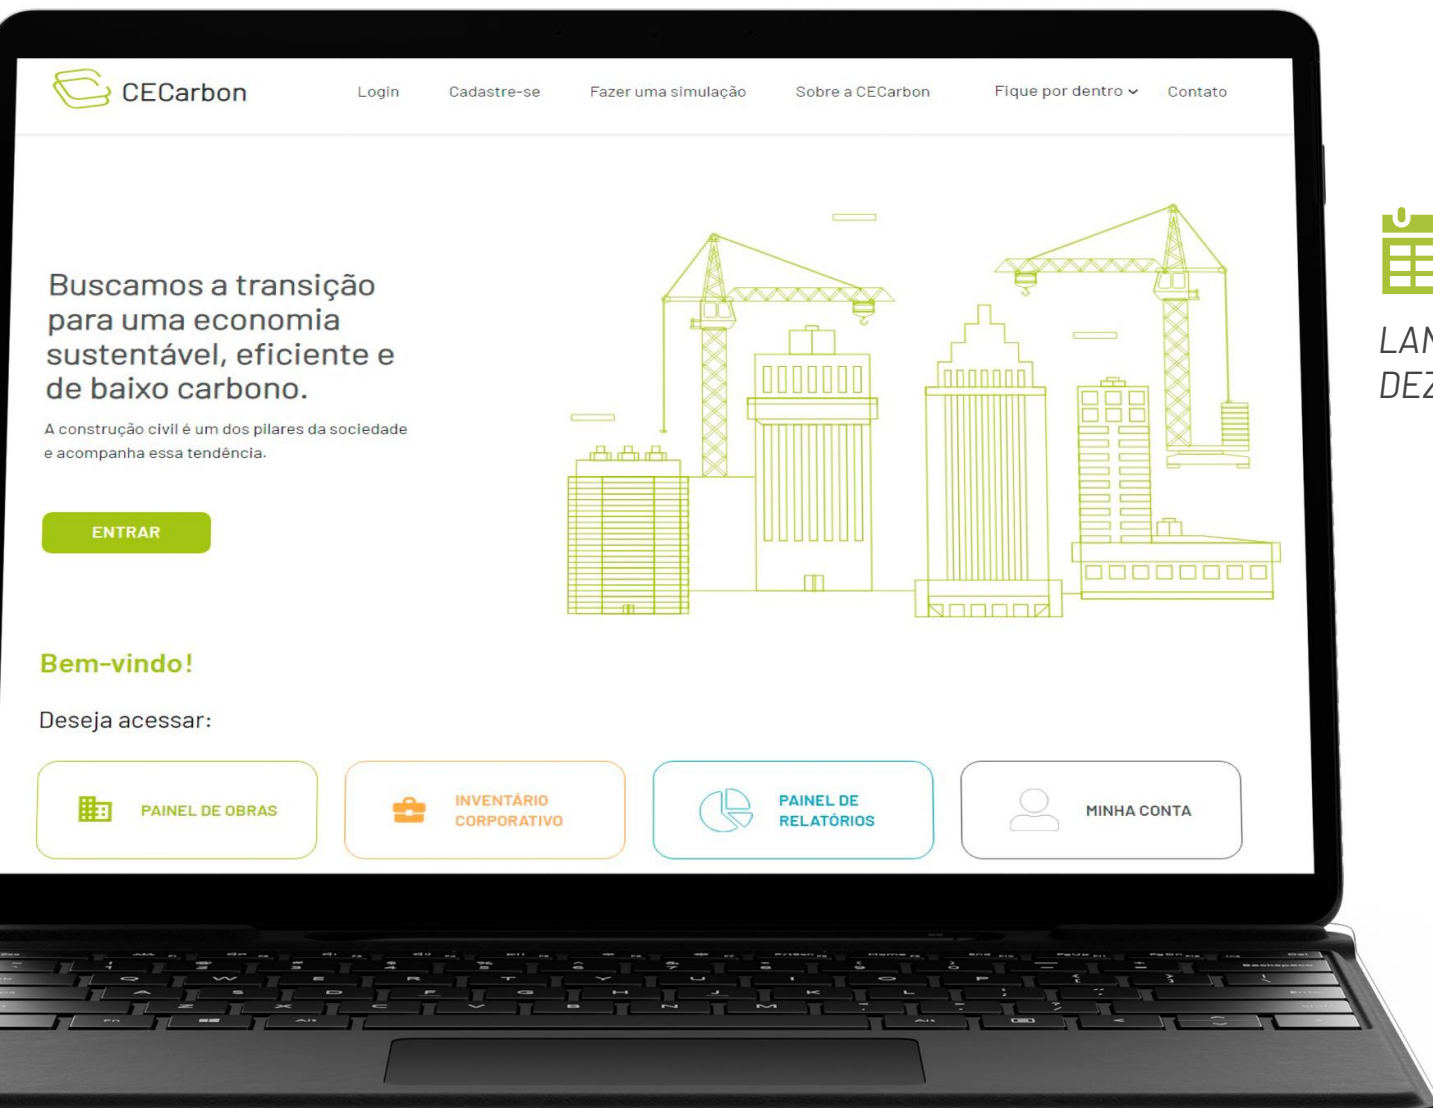 CECarbon
Login
Cadastre-se
Fazer uma simulação
Sobre a CECarbon
Fique por dentro
Contato
Buscamos a transição
para uma economia
sustentável, eficiente e
de baixo carbono.
A construção civil é um dos pilares da sociedade
e acompanha essa tendência.
ENTRAR
Bem-vindo!
Deseja acessar:
PAINEL DE OBRAS
INVENTÁRIO
CORPORATIVO
PAINEL DE
RELATÓRIOS
MINHA CONTA
LAN
DEZ